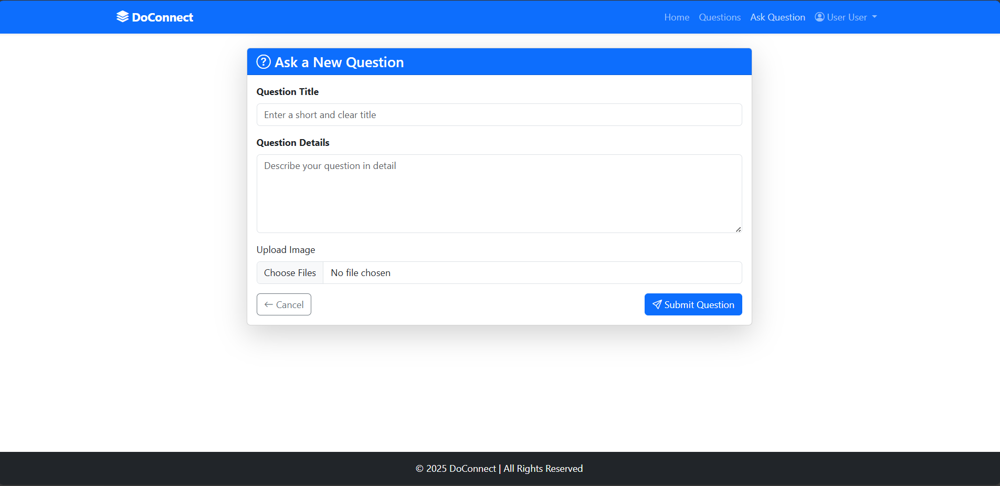 DoConnect
Home Questions Ask Question User User
Ask a New Question
Question Title
Enter a short and clear title
Question Details
Describe your question in detail
Upload Image
Choose Files No file chosen
Cancel Submit Question
© 2025 DoConnect | All Rights Reserved